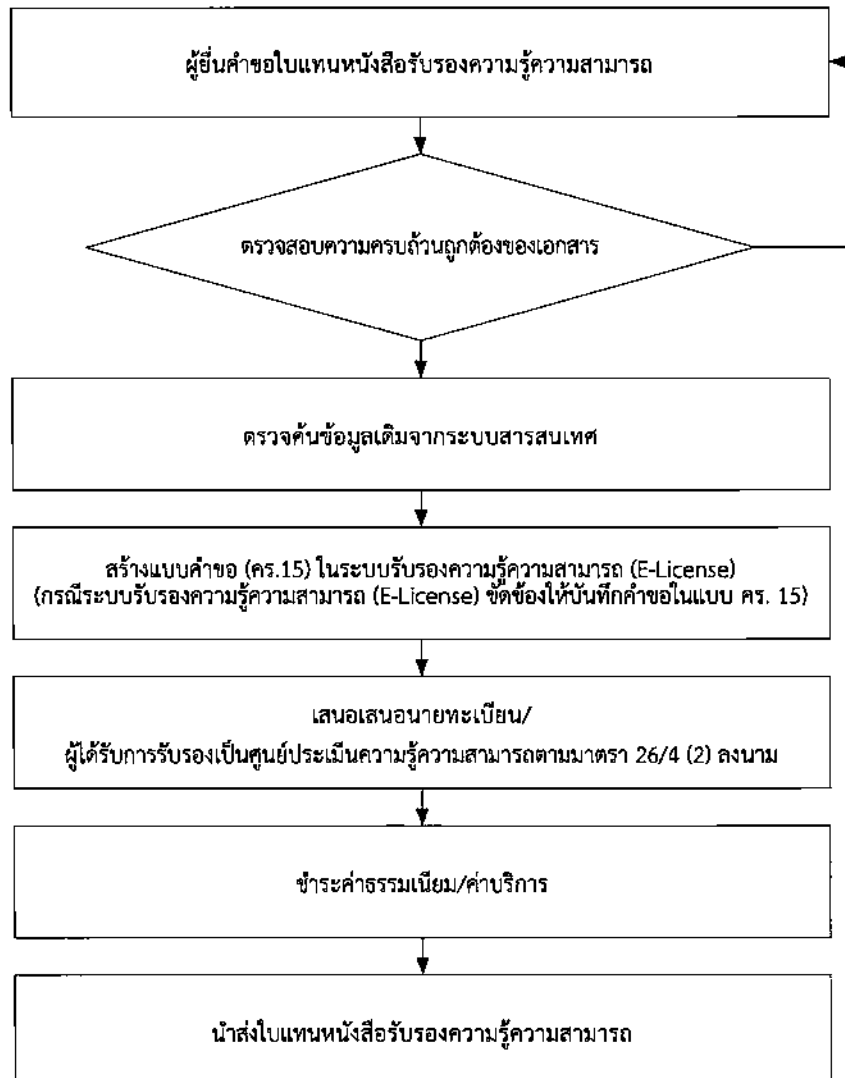 ผู้ยื่นคำขอใบแทนหนังสือรับรองความรู้ความสามารถ
ตรวจสอบความครบถ้วนถูกต้องของเอกสาร
ตรวจค้นข้อมูลเดิมจากระบบสารสนเทศ
สร้างแบบคำขอ (คร.15) ในระบบรับรองความรู้ความสามารถ (E-License)
(กรณีระบบรับรองความรู้ความสามารถ (E-License) ขัดข้องให้บันทึกคำขอในแบบ คร. 15)
เสนอเสนอนายทะเบียน/
ผู้ได้รับการรับรองเป็นศูนย์ประเมินความรู้ความสามารถตามมาตรา 26/4 (2) ลงนาม
ชำระค่าธรรมเนียม/ค่าบริการ
นำส่งใบแทนหนังสือรับรองความรู้ความสามารถ